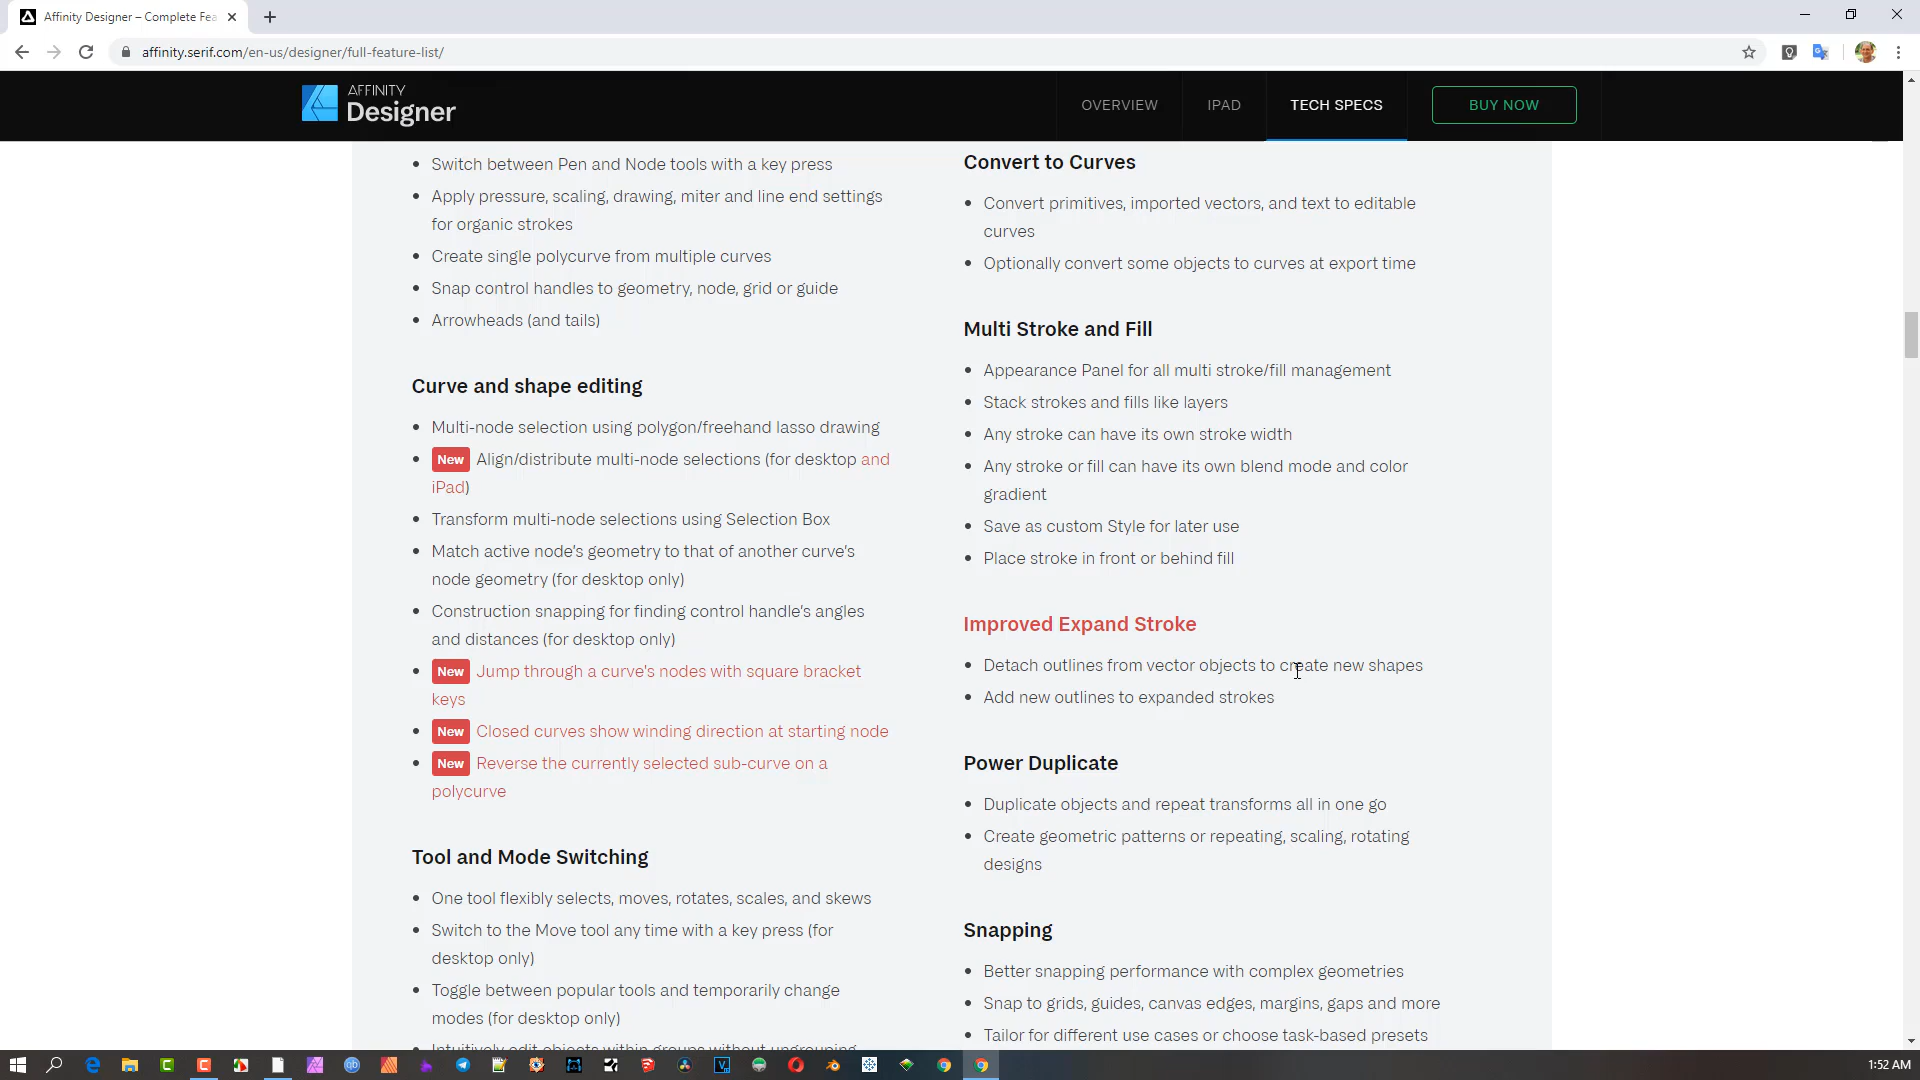 Affinity Designer – Complete Fea
affinity.serif.com/en-us/designer/full-feature-list/
AFFINITY
Designer
OVERVIEW
IPAD
TECH SPECS
BUY NOW
Switch between Pen and Node tools with a key press
Apply pressure, scaling, drawing, miter and line end settings
for organic strokes
Create single polycurve from multiple curves
Snap control handles to geometry, node, grid or guide
Arrowheads (and tails)
Curve and shape editing
Multi-node selection using polygon/freehand lasso drawing
New Align/distribute multi-node selections (for desktop and
iPad)
Transform multi-node selections using Selection Box
Match active node's geometry to that of another curve's
node geometry (for desktop only)
Construction snapping for finding control handle's angles
and distances (for desktop only)
New Jump through a curve's nodes with square bracket
keys
New Closed curves show winding direction at starting node
New Reverse the currently selected sub-curve on a
polycurve
Tool and Mode Switching
One tool flexibly selects, moves, rotates, scales, and skews
Switch to the Move tool any time with a key press (for
desktop only)
Toggle between popular tools and temporarily change
modes (for desktop only)
Intuitively edit objects within groups without ungrouping
Convert to Curves
Convert primitives, imported vectors, and text to editable
curves
Optionally convert some objects to curves at export time
Multi Stroke and Fill
Appearance Panel for all multi stroke/fill management
Stack strokes and fills like layers
Any stroke can have its own stroke width
Any stroke or fill can have its own blend mode and color
gradient
Save as custom Style for later use
Place stroke in front or behind fill
Improved Expand Stroke
Detach outlines from vector objects to create new shapes
Add new outlines to expanded strokes
Power Duplicate
Duplicate objects and repeat transforms all in one go
Create geometric patterns or repeating, scaling, rotating
designs
Snapping
Better snapping performance with complex geometries
Snap to grids, guides, canvas edges, margins, gaps and more
Tailor for different use cases or choose task-based presets
1:52 AM